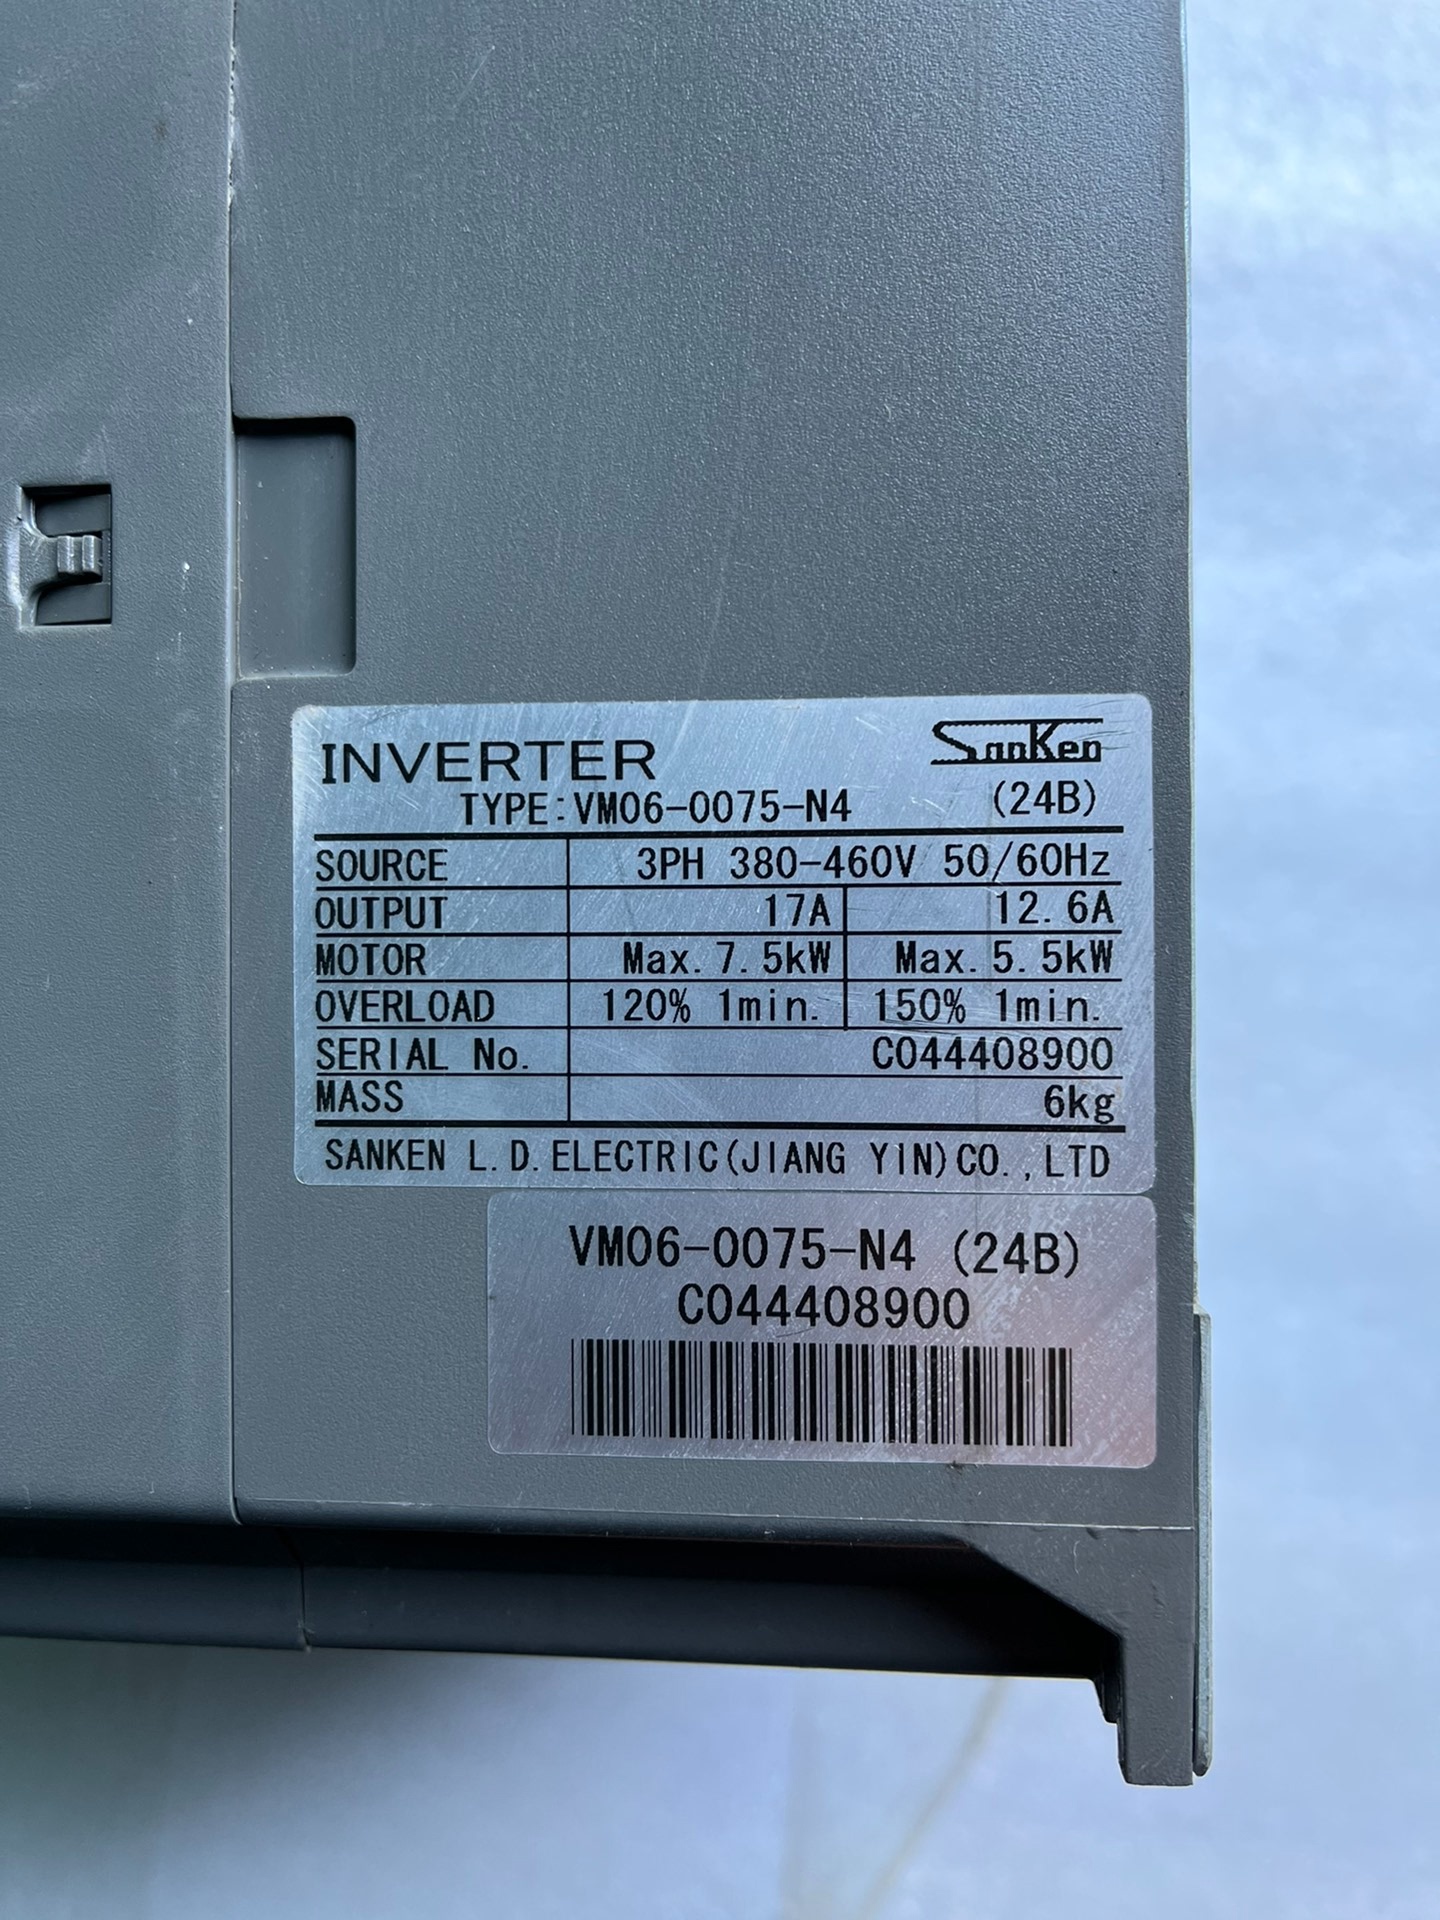 INVERTER SanKen
TYPE:VM06-0075-N4 (24B)
SOURCE 3PH 380-460V 50/60Hz
OUTPUT 17A 12.6A
MOTOR Max.7.5kW Max.5.5kW
OVERLOAD 120% 1min. 150% 1min.
SERIAL No. C044408900
MASS 6kg
SANKEN L.D.ELECTRIC(JIANG YIN)CO.,LTD
VM06-0075-N4 (24B)
C044408900